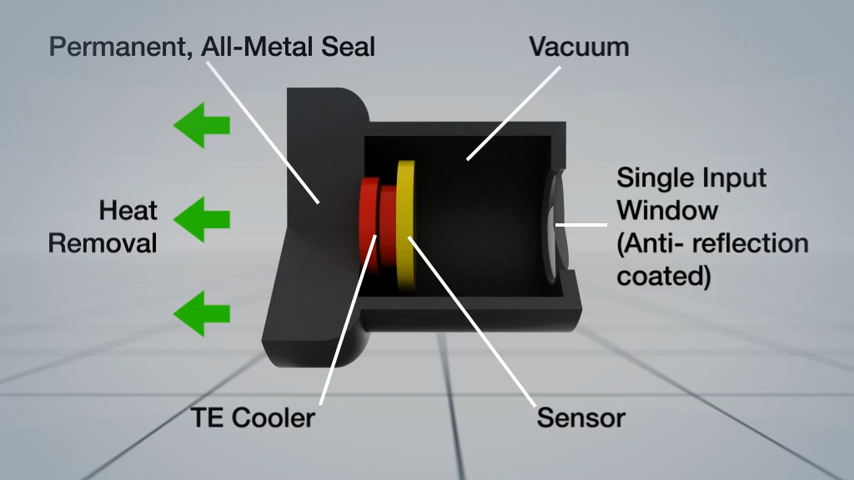 Permanent, All-Metal Seal
Vacuum
Single Input
Window
(Anti- reflection
coated)
Heat
Removal
TE Cooler
Sensor